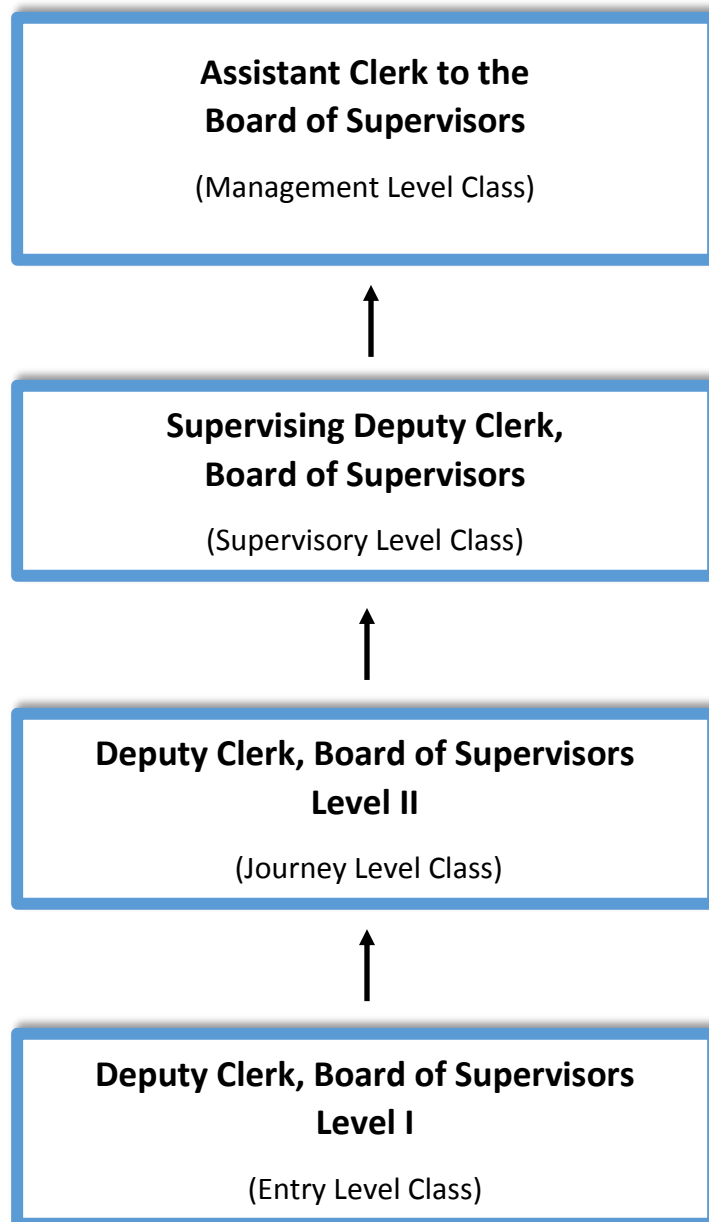 Assistant Clerk to the
Board of Supervisors
(Management Level Class)
Supervising Deputy Clerk,
Board of Supervisors
(Supervisory Level Class)
Deputy Clerk, Board of Supervisors
Level II
(Journey Level Class)
Deputy Clerk, Board of Supervisors
Level I
(Entry Level Class)